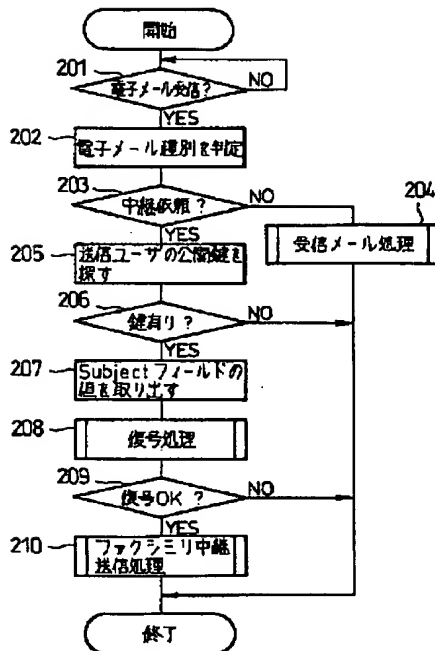 開始
201
電子メール受信?
NO
YES
202
電子メール種別を判定
203
中継依頼?
NO
YES
204
受信メール処理
205
送信ユーザの公開鍵を
探す
206
鍵有り?
NO
YES
207
Subjectフィールドの
値を取り出す
208
復号処理
209
復号OK?
NO
YES
210
ファクシミリ中継
送信処理
終了